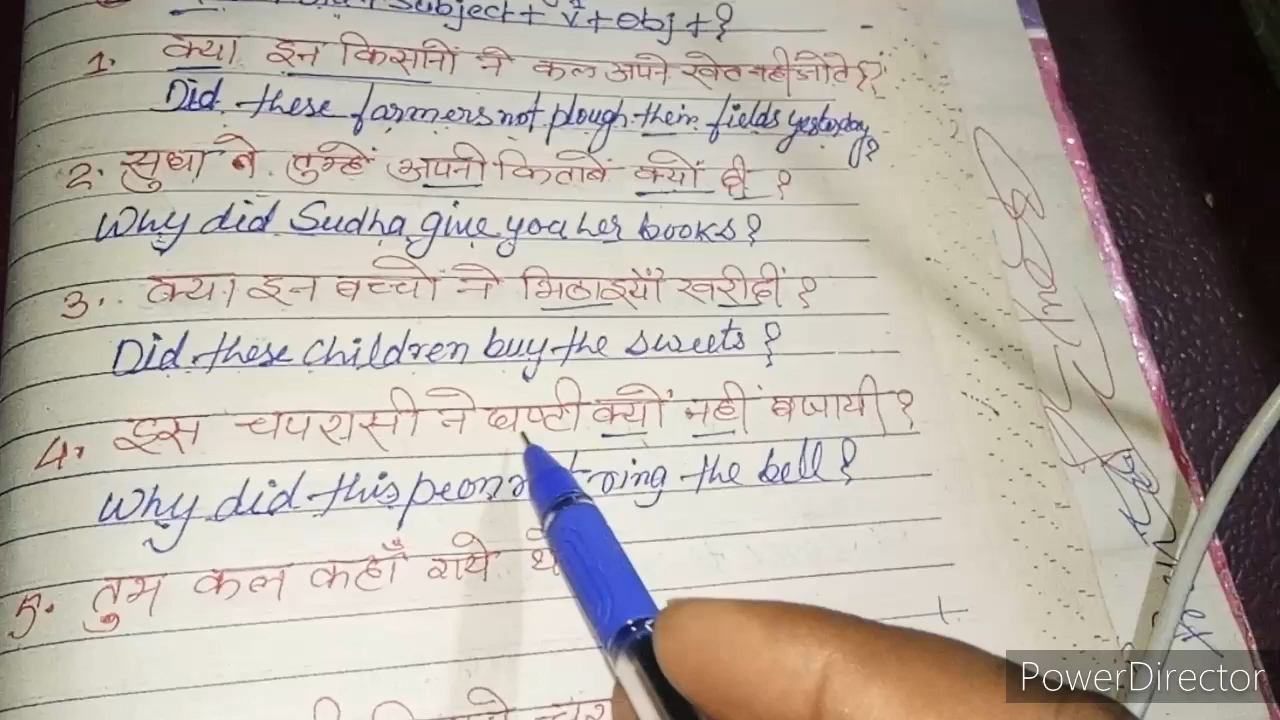 Subject + V¹ + obj + ?
1. क्या इन किसानों ने कल अपने खेत नहीं जोते ?
Did these farmers not plough their fields yesterday ?
2. सुधा ने तुम्हें अपनी किताबें क्यों दी ?
Why did Sudha give you her books ?
3. क्या इन बच्चों ने मिठाइयाँ खरीदीं ?
Did these children buy the sweets ?
4. इस चपरासी ने घण्टी क्यों नहीं बजायी ?
Why did this peon ring the bell ?
5. तुम कल कहाँ गये थे
PowerDirector